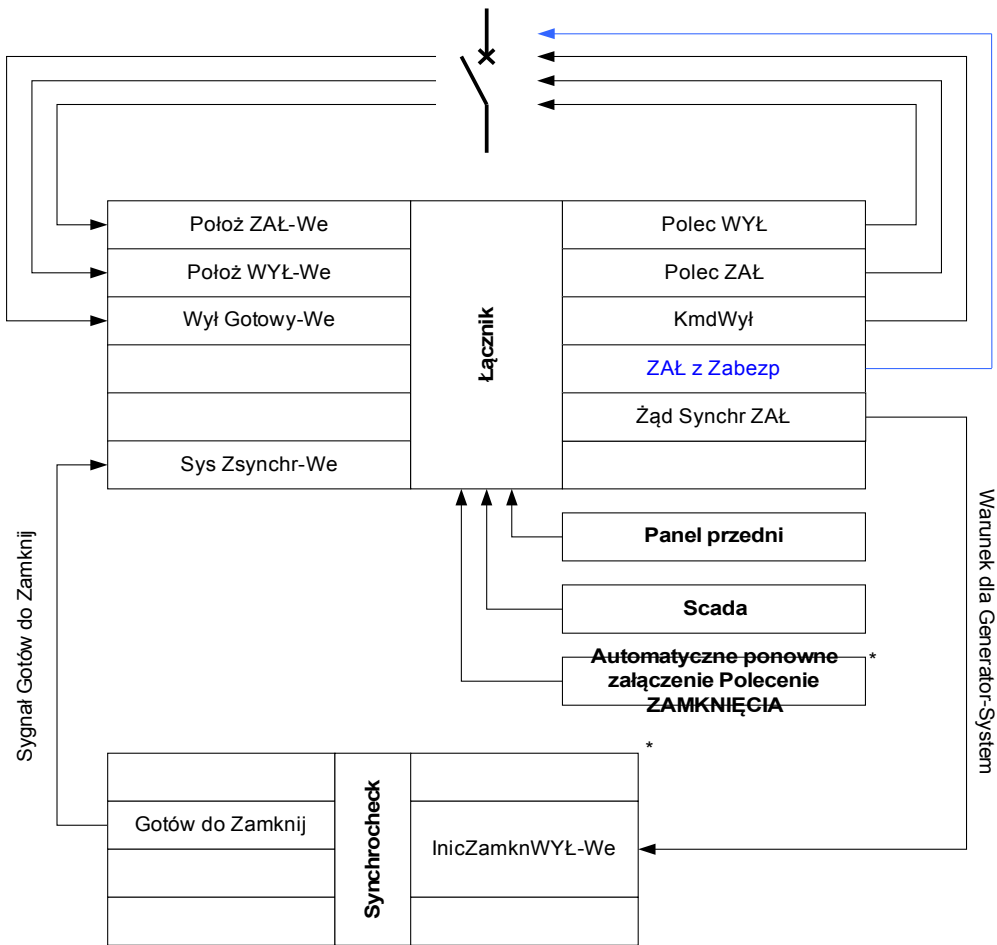 Położ ZAŁ-We
Polec WYŁ
Położ WYŁ-We
Polec ZAŁ
Wył Gotowy-We
KmdWył
Łącznik
ZAŁ z Zabezp
Żąd Synchr ZAŁ
Sys Zsynchr-We
Panel przedni
Scada
Automatyczne ponowne *
załączenie Polecenie
ZAMKNIĘCIA
Sygnał Gotów do Zamknij
Warunek dla Generator-System
*
Gotów do Zamknij
Synchrocheck
InicZamknWYŁ-We